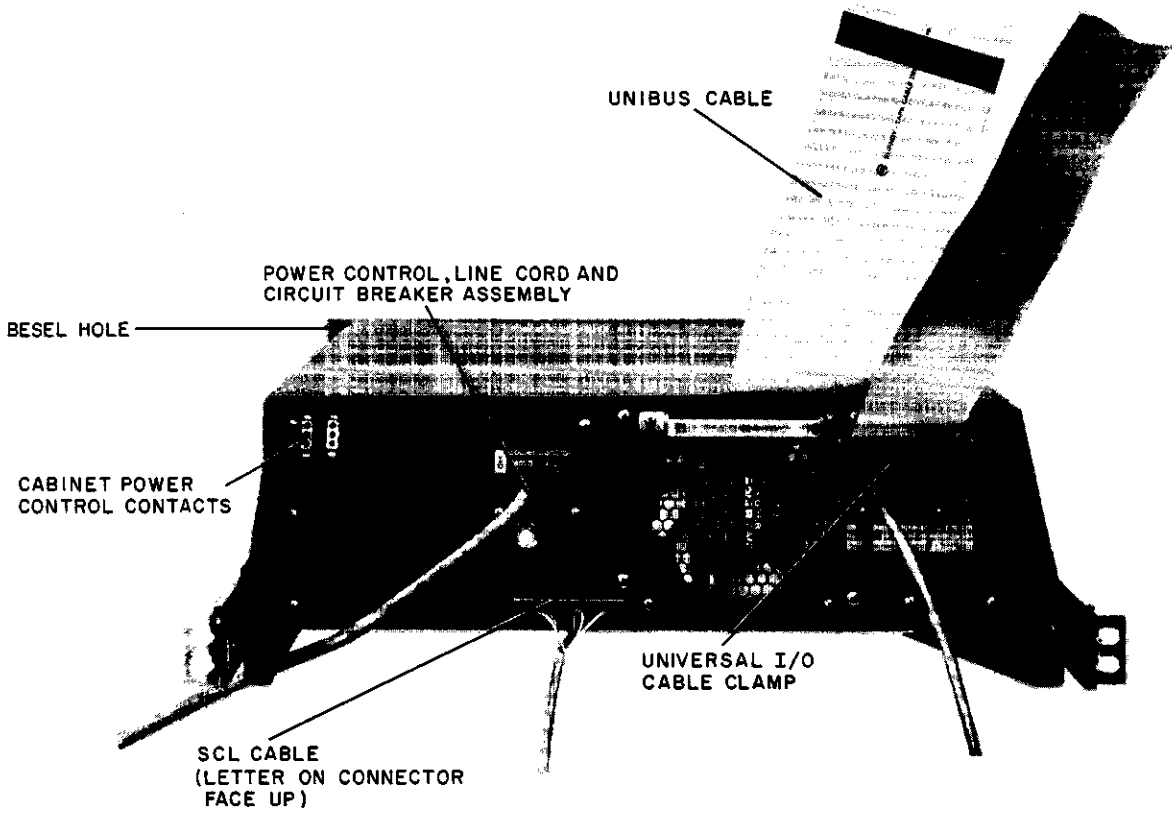 UNIBUS CABLE
POWER CONTROL, LINE CORD AND
CIRCUIT BREAKER ASSEMBLY
BESEL HOLE
CABINET POWER
CONTROL CONTACTS
UNIVERSAL I/O
CABLE CLAMP
SCL CABLE
(LETTER ON CONNECTOR
FACE UP)